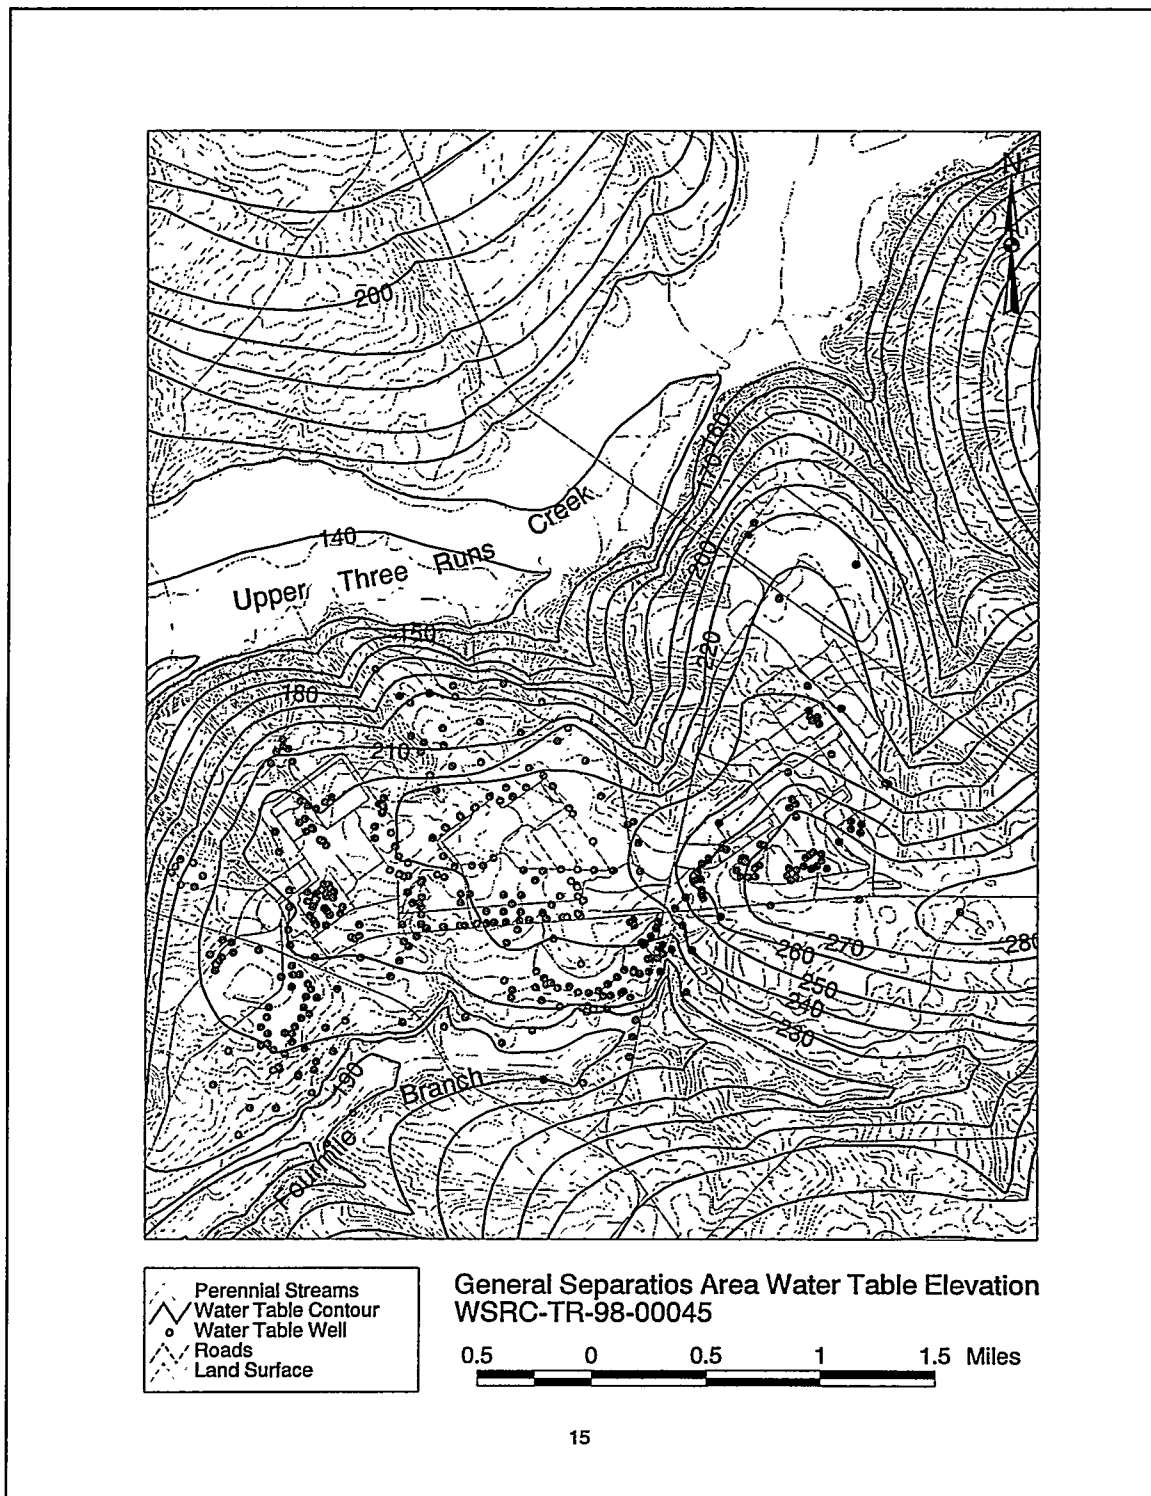 N
200
160
170
140
Creek
Upper Three Runs
200
150
220
180
210
280
270
260
250
240
230
190
Branch
Fourmile
Perennial Streams
Water Table Contour
Water Table Well
Roads
Land Surface
General Separatios Area Water Table Elevation
WSRC-TR-98-00045
0.5 0 0.5 1 1.5 Miles
15